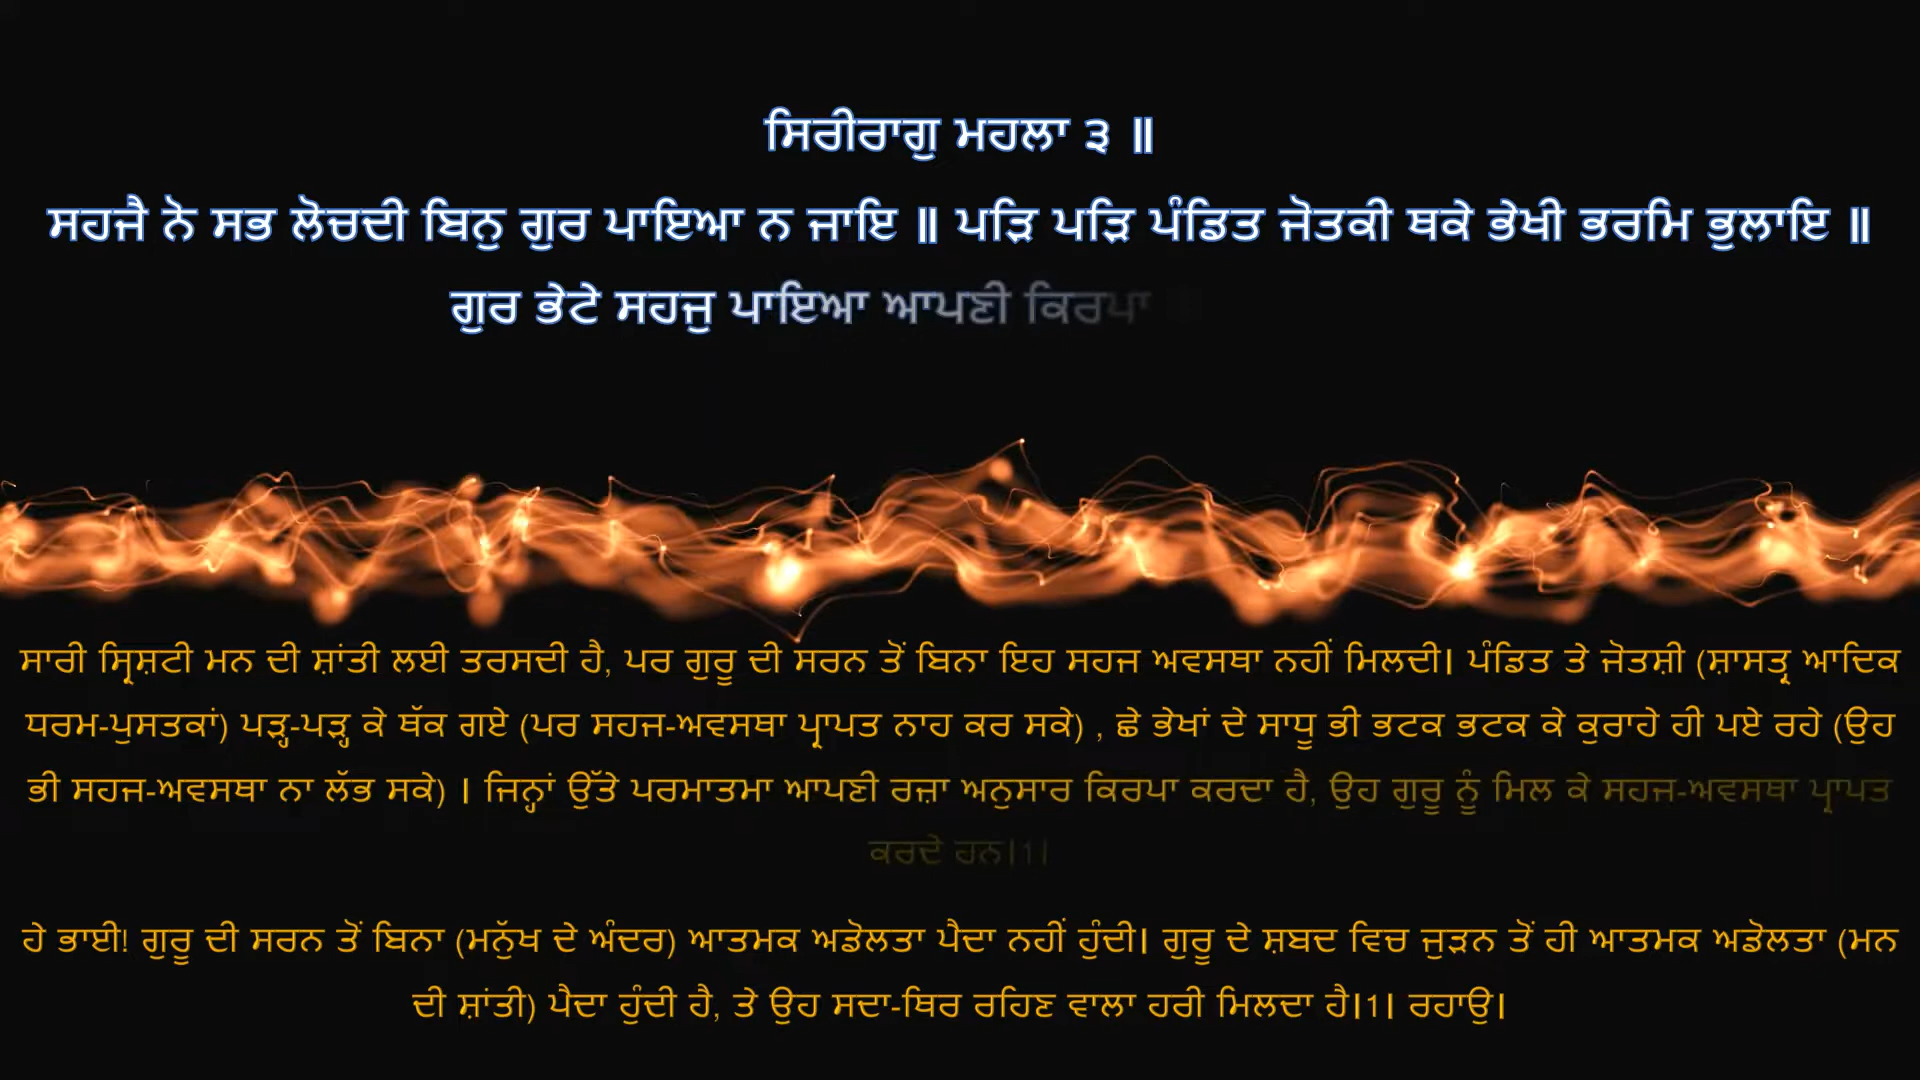 ਸਿਰੀਰਾਗੁ ਮਹਲਾ ੩ ॥
ਸਹਜੈ ਨੋ ਸਭ ਲੋਚਦੀ ਬਿਨੁ ਗੁਰ ਪਾਇਆ ਨ ਜਾਇ ॥ ਪੜਿ ਪੜਿ ਪੰਡਿਤ ਜੋਤਕੀ ਥਕੇ ਭੇਖੀ ਭਰਮਿ ਭੁਲਾਇ ॥
ਗੁਰ ਭੇਟੇ ਸਹਜੁ ਪਾਇਆ ਆਪਣੀ ਕਿਰਪਾ
ਸਾਰੀ ਸ੍ਰਿਸ਼ਟੀ ਮਨ ਦੀ ਸ਼ਾਂਤੀ ਲਈ ਤਰਸਦੀ ਹੈ, ਪਰ ਗੁਰੂ ਦੀ ਸਰਨ ਤੋਂ ਬਿਨਾ ਇਹ ਸਹਜ ਅਵਸਥਾ ਨਹੀਂ ਮਿਲਦੀ। ਪੰਡਿਤ ਤੇ ਜੋਤਸ਼ੀ (ਸ਼ਾਸਤ੍ਰ ਆਦਿਕ
ਧਰਮ-ਪੁਸਤਕਾਂ) ਪੜ੍ਹ-ਪੜ੍ਹ ਕੇ ਥੱਕ ਗਏ (ਪਰ ਸਹਜ-ਅਵਸਥਾ ਪ੍ਰਾਪਤ ਨਾਹ ਕਰ ਸਕੇ) , ਛੇ ਭੇਖਾਂ ਦੇ ਸਾਧੂ ਭੀ ਭਟਕ ਭਟਕ ਕੇ ਕੁਰਾਹੇ ਹੀ ਪਏ ਰਹੇ (ਉਹ
ਭੀ ਸਹਜ-ਅਵਸਥਾ ਨਾ ਲੱਭ ਸਕੇ) । ਜਿਨ੍ਹਾਂ ਉੱਤੇ ਪਰਮਾਤਮਾ ਆਪਣੀ ਰਜ਼ਾ ਅਨੁਸਾਰ ਕਿਰਪਾ ਕਰਦਾ ਹੈ, ਉਹ ਗੁਰੂ ਨੂੰ ਮਿਲ ਕੇ ਸਹਜ-ਅਵਸਥਾ ਪ੍ਰਾਪਤ
ਕਰਦੇ ਹਨ।1।
ਹੇ ਭਾਈ! ਗੁਰੂ ਦੀ ਸਰਨ ਤੋਂ ਬਿਨਾ (ਮਨੁੱਖ ਦੇ ਅੰਦਰ) ਆਤਮਕ ਅਡੋਲਤਾ ਪੈਦਾ ਨਹੀਂ ਹੁੰਦੀ। ਗੁਰੂ ਦੇ ਸ਼ਬਦ ਵਿਚ ਜੁੜਨ ਤੋਂ ਹੀ ਆਤਮਕ ਅਡੋਲਤਾ (ਮਨ
ਦੀ ਸ਼ਾਂਤੀ) ਪੈਦਾ ਹੁੰਦੀ ਹੈ, ਤੇ ਉਹ ਸਦਾ-ਥਿਰ ਰਹਿਣ ਵਾਲਾ ਹਰੀ ਮਿਲਦਾ ਹੈ।1। ਰਹਾਉ।